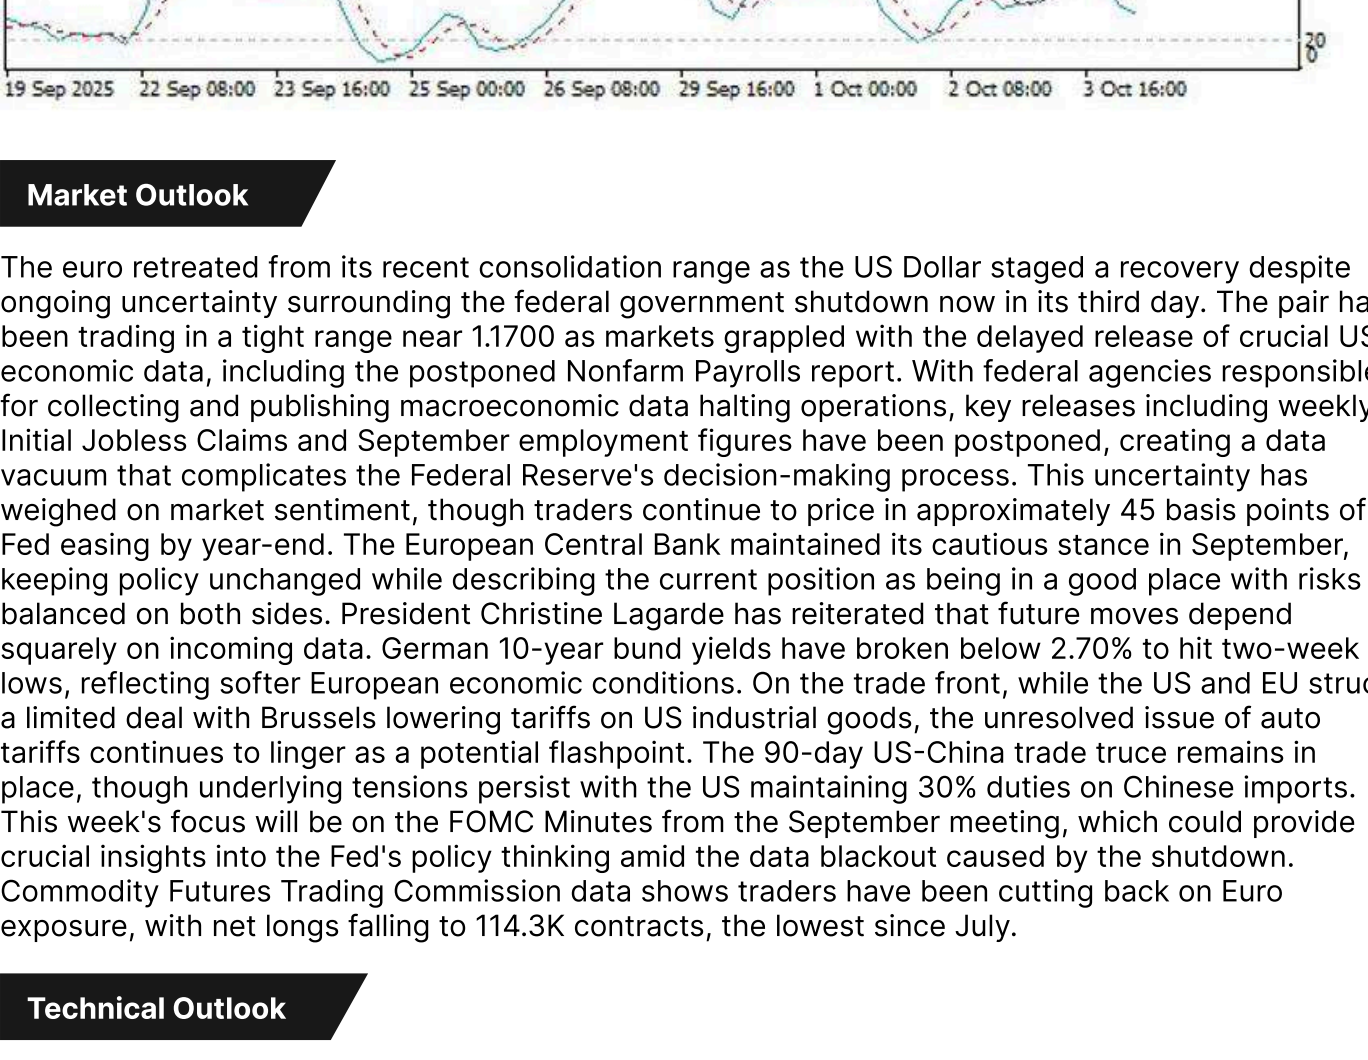 20
0
19 Sep 2025 22 Sep 08:00 23 Sep 16:00 25 Sep 00:00 26 Sep 08:00 29 Sep 16:00 1 Oct 00:00 2 Oct 08:00 3 Oct 16:00
Market Outlook
The euro retreated from its recent consolidation range as the US Dollar staged a recovery despite
ongoing uncertainty surrounding the federal government shutdown now in its third day. The pair ha
been trading in a tight range near 1.1700 as markets grappled with the delayed release of crucial US
economic data, including the postponed Nonfarm Payrolls report. With federal agencies responsible
for collecting and publishing macroeconomic data halting operations, key releases including weekly
Initial Jobless Claims and September employment figures have been postponed, creating a data
vacuum that complicates the Federal Reserve's decision-making process. This uncertainty has
weighed on market sentiment, though traders continue to price in approximately 45 basis points of
Fed easing by year-end. The European Central Bank maintained its cautious stance in September,
keeping policy unchanged while describing the current position as being in a good place with risks
balanced on both sides. President Christine Lagarde has reiterated that future moves depend
squarely on incoming data. German 10-year bund yields have broken below 2.70% to hit two-week
lows, reflecting softer European economic conditions. On the trade front, while the US and EU struc
a limited deal with Brussels lowering tariffs on US industrial goods, the unresolved issue of auto
tariffs continues to linger as a potential flashpoint. The 90-day US-China trade truce remains in
place, though underlying tensions persist with the US maintaining 30% duties on Chinese imports.
This week's focus will be on the FOMC Minutes from the September meeting, which could provide
crucial insights into the Fed's policy thinking amid the data blackout caused by the shutdown.
Commodity Futures Trading Commission data shows traders have been cutting back on Euro
exposure, with net longs falling to 114.3K contracts, the lowest since July.
Technical Outlook